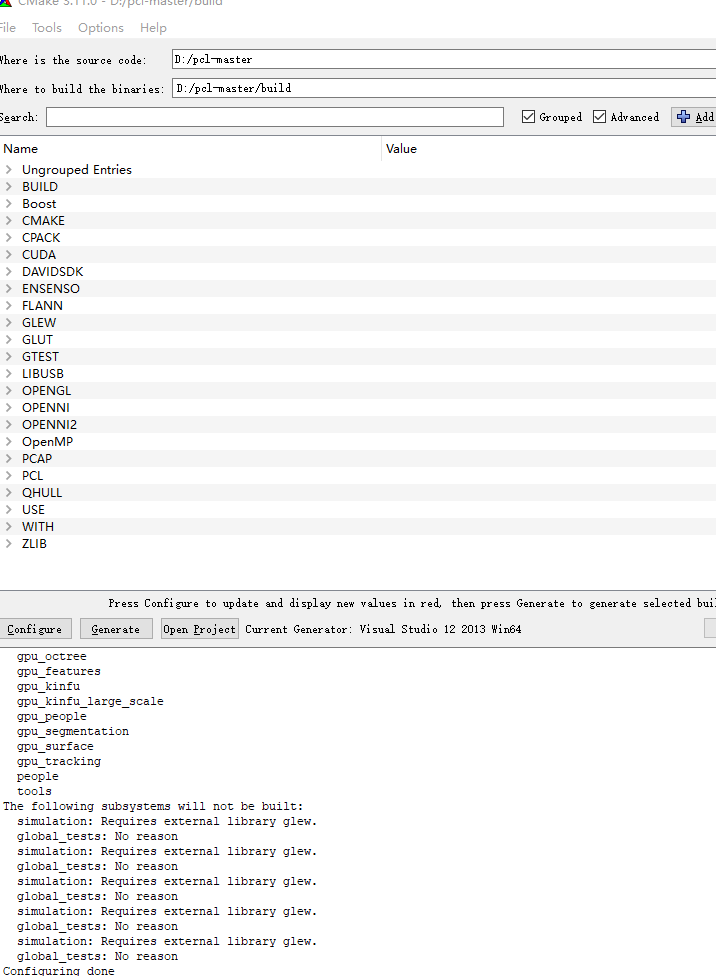 CMake 3.11.0 - D:/pcl-master/build
File Tools Options Help
Where is the source code: D:/pcl-master
Where to build the binaries: D:/pcl-master/build
Search: Grouped Advanced Add
Name Value
Ungrouped Entries
BUILD
Boost
CMAKE
CPACK
CUDA
DAVIDSDK
ENSENSO
FLANN
GLEW
GLUT
GTEST
LIBUSB
OPENGL
OPENNI
OPENNI2
OpenMP
PCAP
PCL
QHULL
USE
WITH
ZLIB
Press Configure to update and display new values in red, then press Generate to generate selected buil
Configure Generate Open Project Current Generator: Visual Studio 12 2013 Win64
gpu_octree
gpu_features
gpu_kinfu
gpu_kinfu_large_scale
gpu_people
gpu_segmentation
gpu_surface
gpu_tracking
people
tools
The following subsystems will not be built:
simulation: Requires external library glew.
global_tests: No reason
simulation: Requires external library glew.
global_tests: No reason
simulation: Requires external library glew.
global_tests: No reason
simulation: Requires external library glew.
global_tests: No reason
simulation: Requires external library glew.
global_tests: No reason
Configuring done